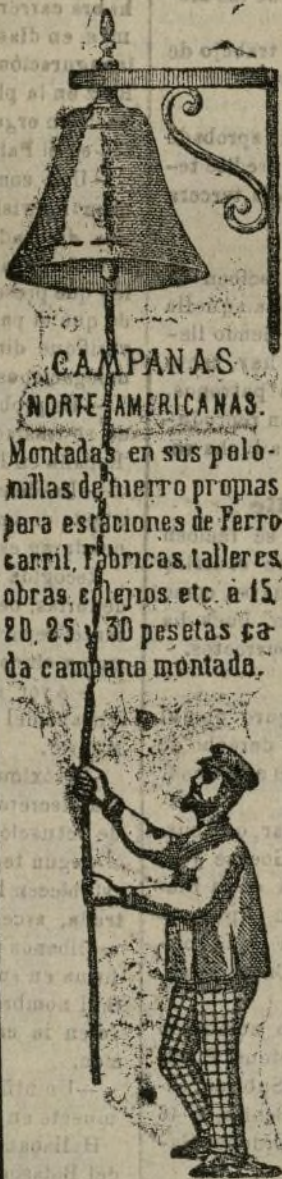 CAMPANAS
NORTE AMERICANAS.
Montadas en sus palo-
millas de hierro propias
para estaciones de Ferro
carril, Fábricas, talleres,
obras, colejios. etc. a 15,
20, 25 y 30 pesetas ca-
da campana montada.